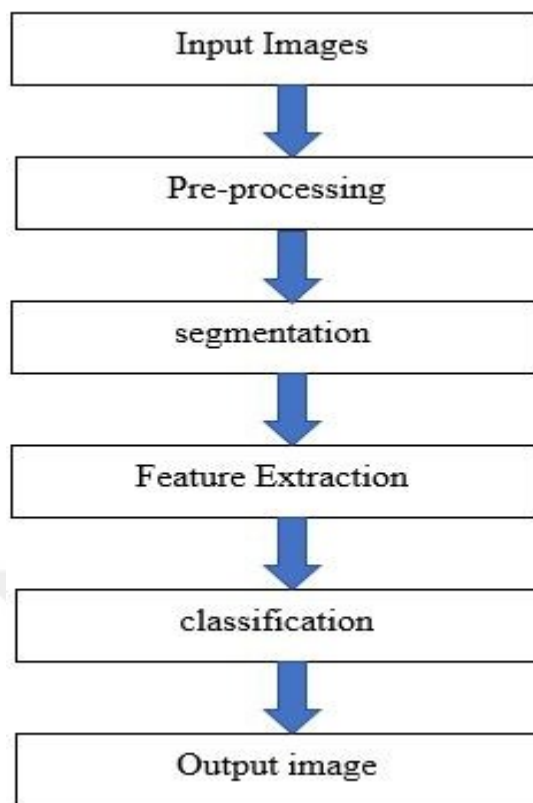 Input Images
Pre-processing
segmentation
Feature Extraction
classification
Output image